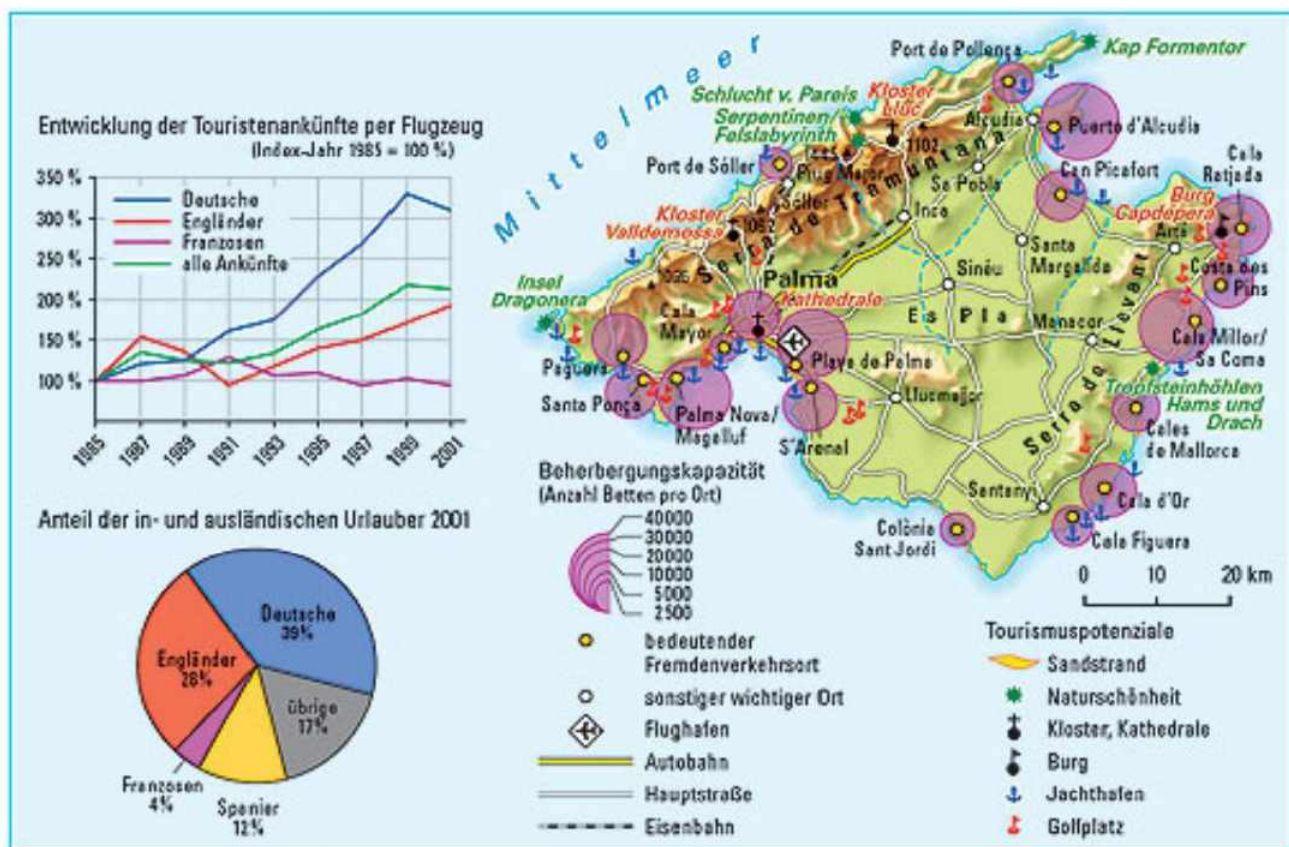 Entwicklung der Touristenankünfte per Flugzeug
(Index-Jahr 1985 = 100 %)
350 %
300 %
250 %
200 %
150 %
100 %
Deutsche
Engländer
Franzosen
alle Ankünfte
1985
1987
1989
1991
1993
1995
1997
1999
2001
Anteil der in- und ausländischen Urlauber 2001
Deutsche
39%
Engländer
28%
übrige
17%
Franzosen
4%
Spanier
12%
Mittelmeer
Port de Pollença
Kap Formentor
Schlucht v. Pareis
Serpentinen/
Felslabyrinth
Kloster
Lluc
1102
Alcudia
Puerto d'Alcudia
Port de Sóller
Puig Major
Sóller
Serra de Tramuntana
Sa Pobla
Can Picafort
Cala
Ratjada
Burg
Capdepera
Artà
Kloster
Valldemossa
1062
Inca
Santa
Margalida
Costa des
Pins
Insel
Dragonera
Palma
Kathedrale
Sinéu
Es Pla
Manacor
Serra de Llevant
Cala
Mayor
Cala Millor/
Sa Coma
Paguera
Santa Ponça
Palma Nova/
Magalluf
Playa de Palma
S'Arenal
Llucmajor
Tropfsteinhöhlen
Hams und
Drach
Cales
de Mallorca
Santanyi
Cala d'Or
Colònia
Sant Jordi
Cala Figuera
0 10 20 km
Beherbergungskapazität
(Anzahl Betten pro Ort)
40000
30000
20000
10000
5000
2500
bedeutender
Fremdenverkehrsort
sonstiger wichtiger Ort
Flughafen
Autobahn
Hauptstraße
Eisenbahn
Tourismuspotenziale
Sandstrand
Naturschönheit
Kloster, Kathedrale
Burg
Jachthafen
Golfplatz